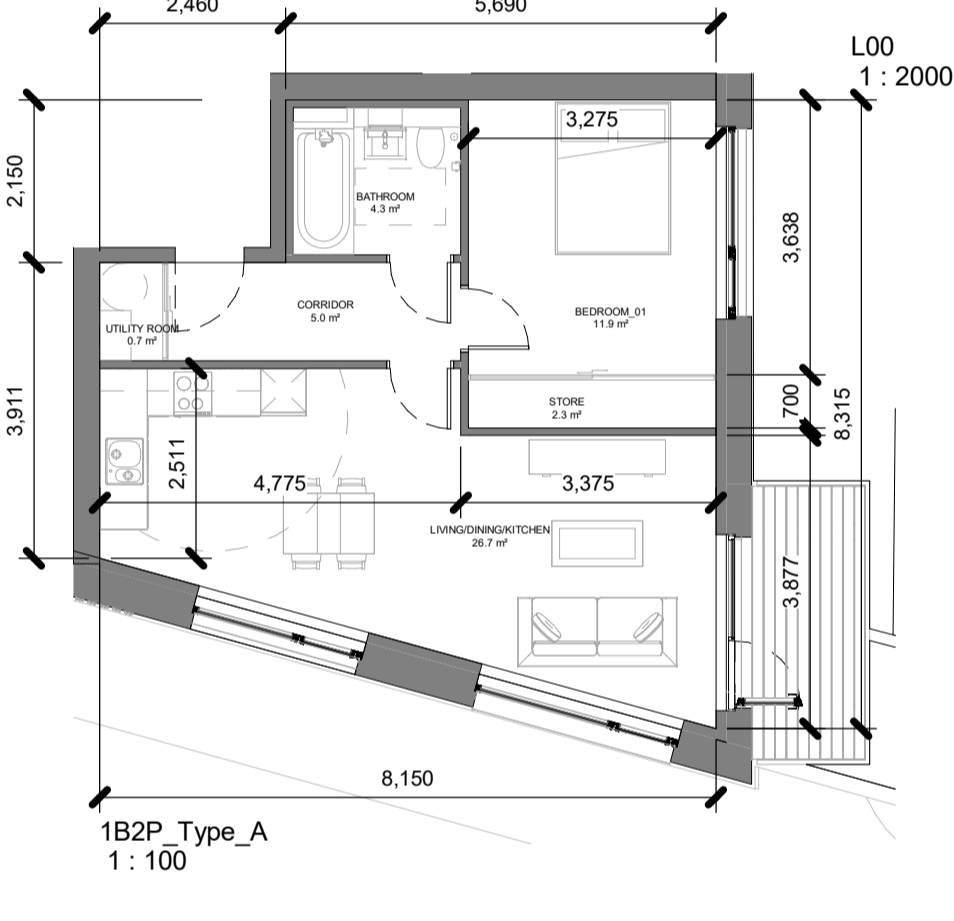 2,460
5,690
L00
1 : 2000
3,275
2,150
BATHROOM
4.3 m²
3,638
CORRIDOR
5.0 m²
BEDROOM_01
11.9 m²
UTILITY ROOM
0.7 m²
3,911
STORE
2.3 m²
700
8,315
2,511
4,775
3,375
LIVING/DINING/KITCHEN
26.7 m²
3,877
8,150
1B2P_Type_A
1 : 100